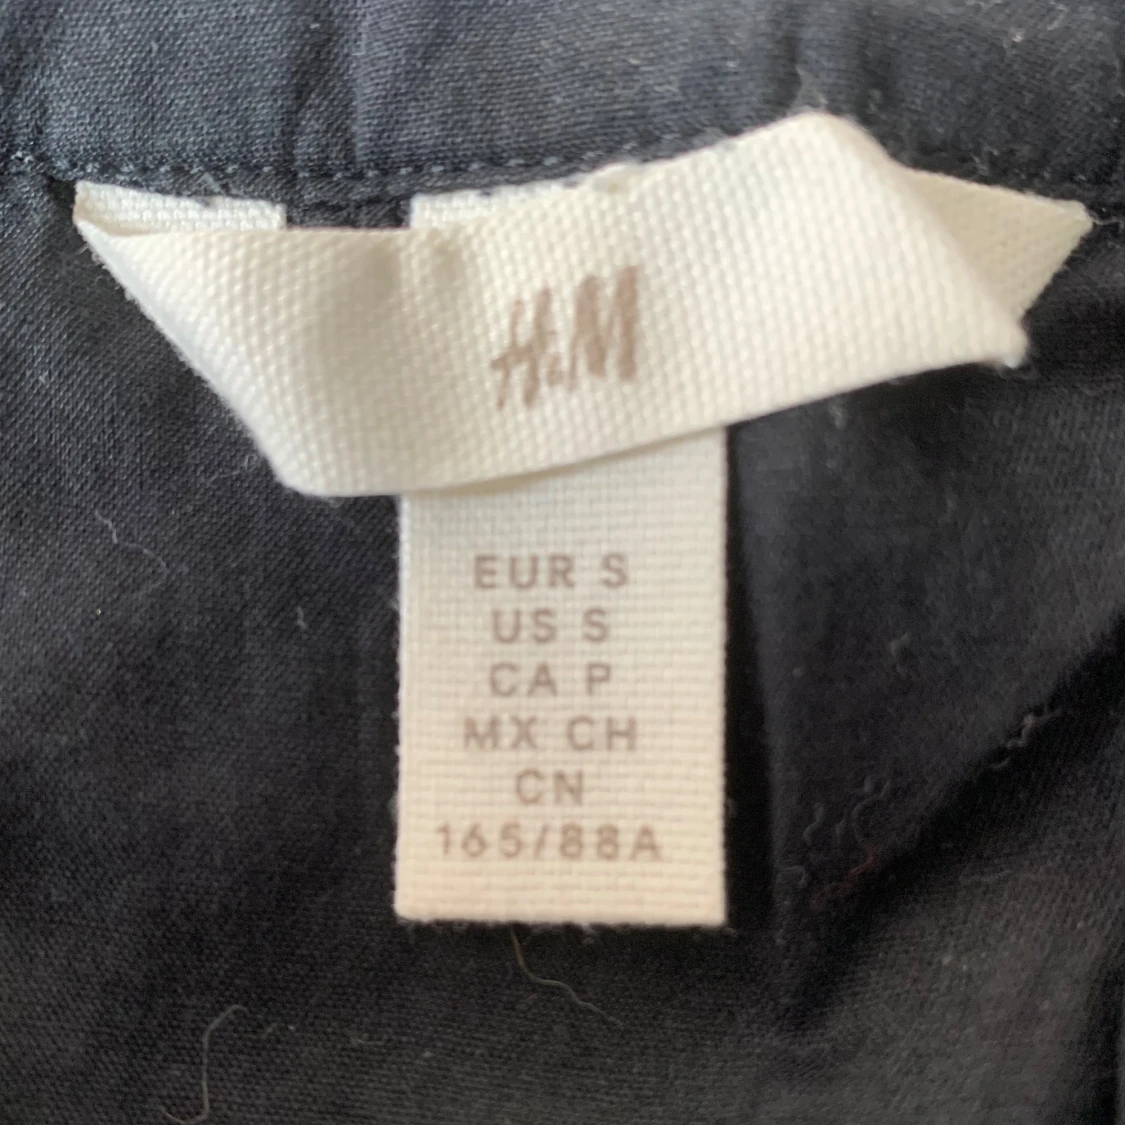 H&M
EUR S
US S
CA P
MX CH
CN
165/88A